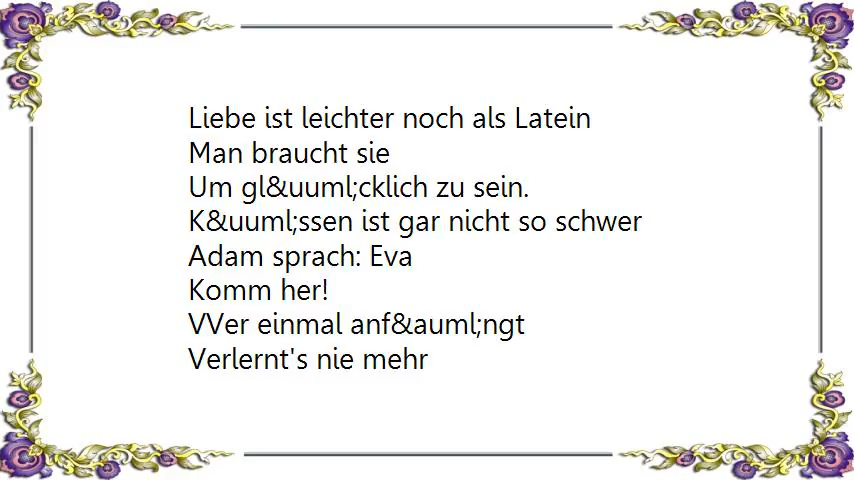 Liebe ist leichter noch als Latein
Man braucht sie
Um gl&uuml;cklich zu sein.
K&uuml;ssen ist gar nicht so schwer
Adam sprach: Eva
Komm her!
VVer einmal anf&auml;ngt
Verlernt's nie mehr